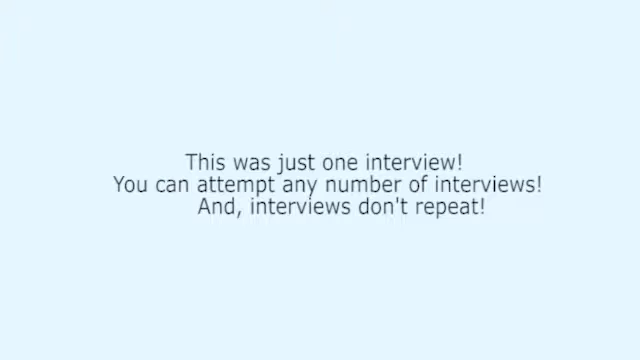 This was just one interview!
You can attempt any number of interviews!
And, interviews don't repeat!